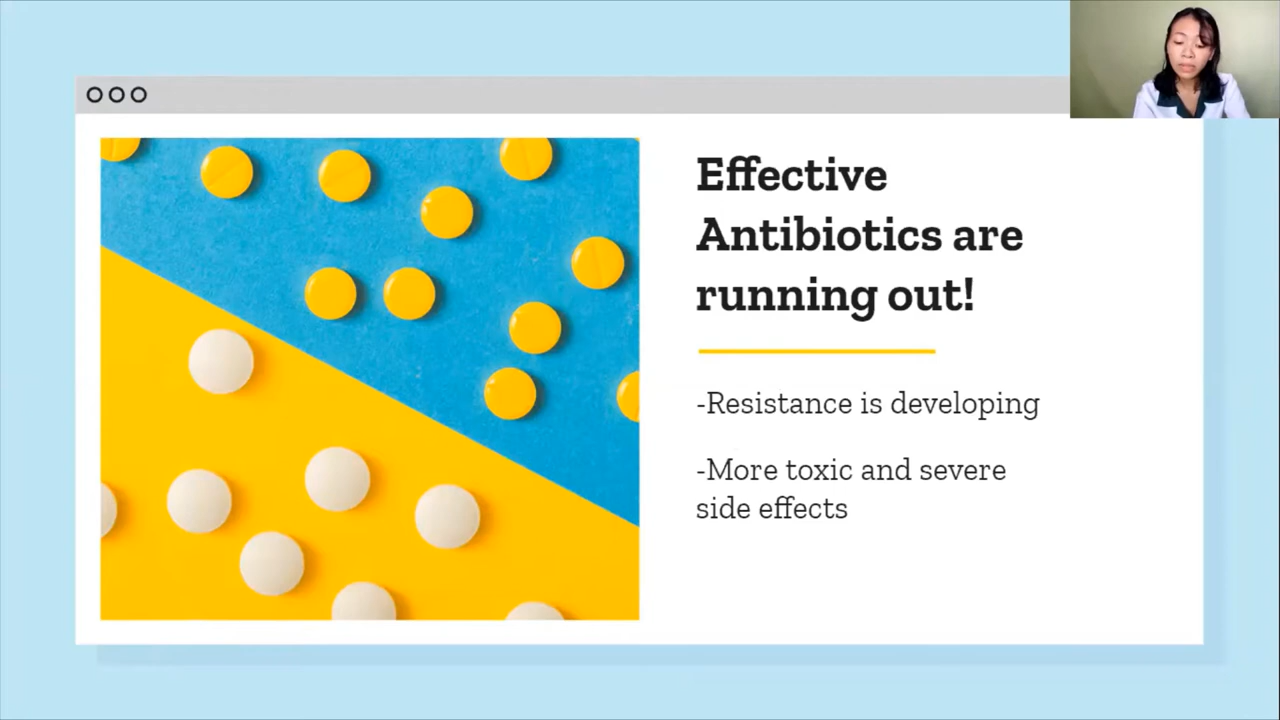 Effective
Antibiotics are
running out!
-Resistance is developing
-More toxic and severe
side effects